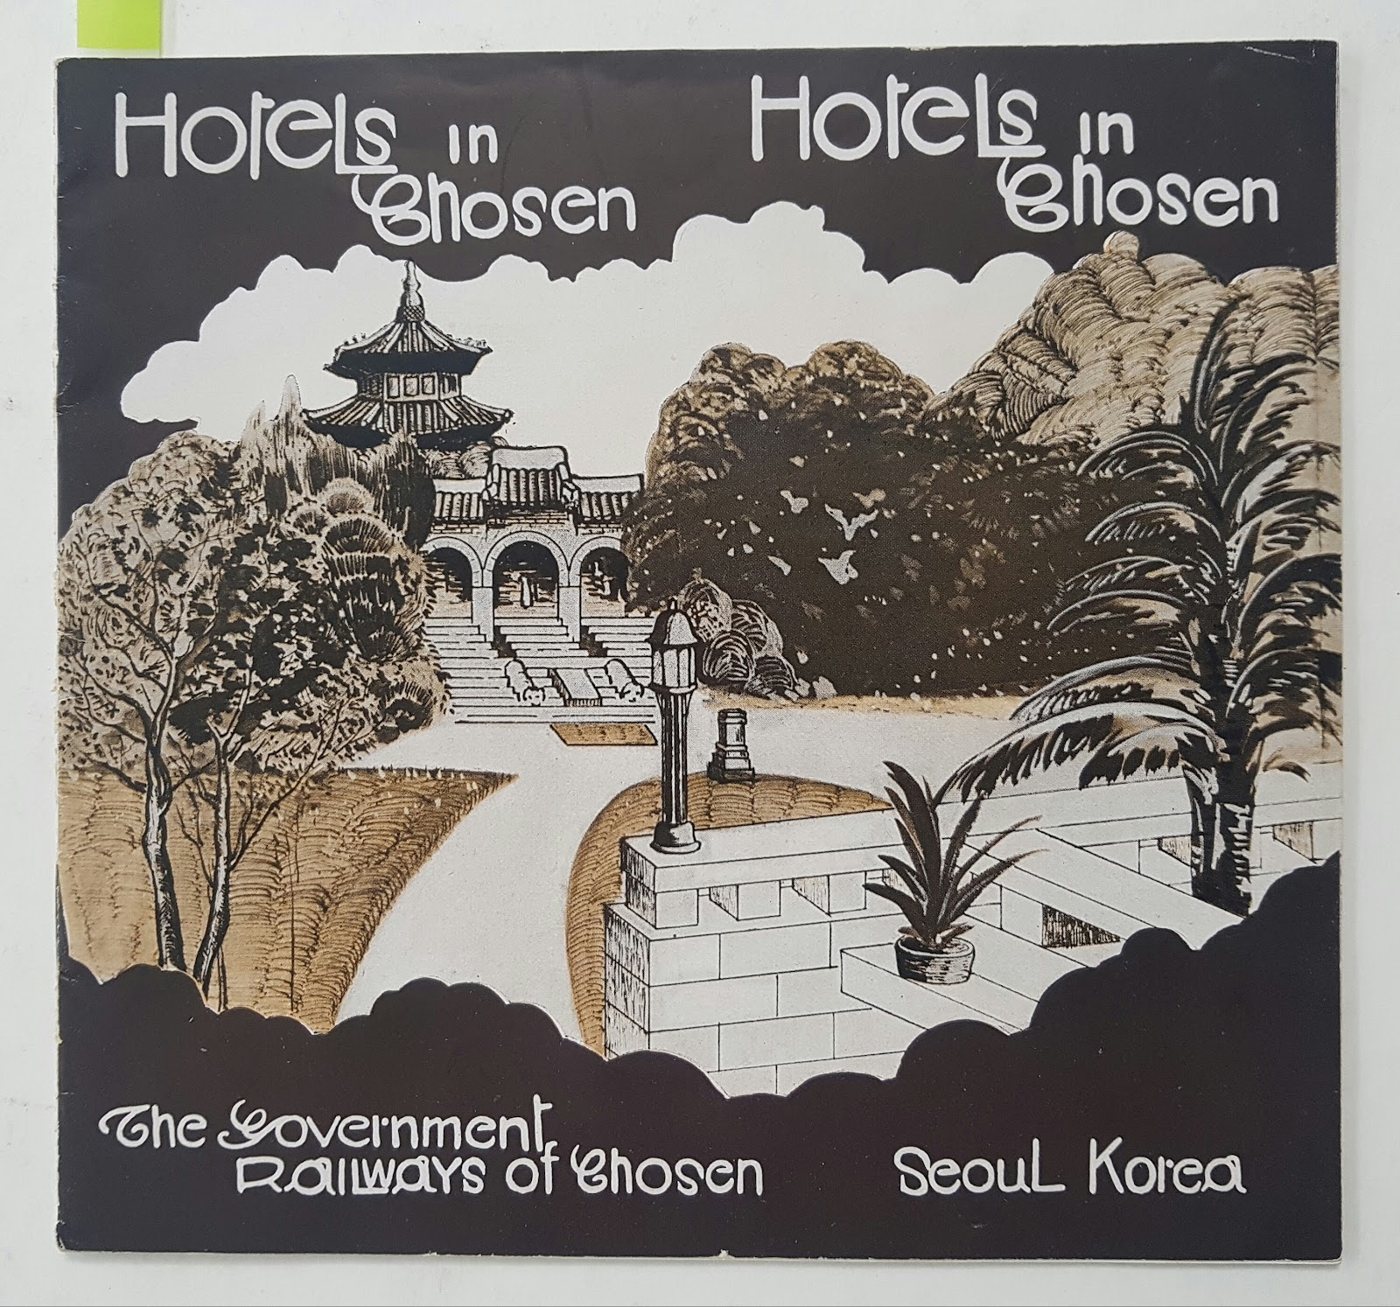 Hotels in
Chosen
Hotels in
Chosen
The Government
Railways of Chosen
Seoul Korea